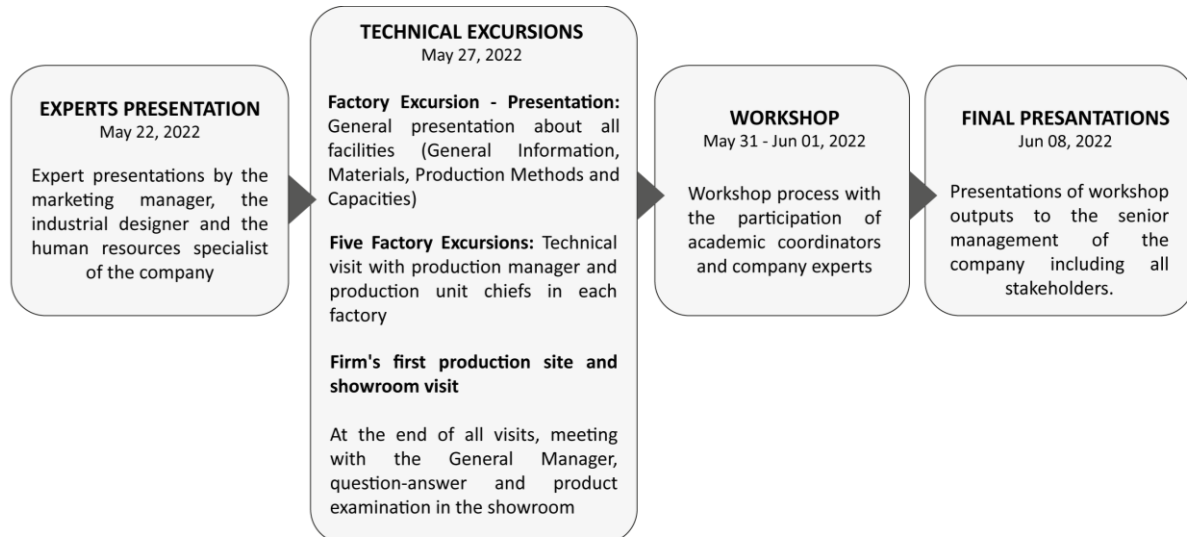 EXPERTS PRESENTATION
May 22, 2022
Expert presentations by the
marketing manager, the
industrial designer and the
human resources specialist
of the company
TECHNICAL EXCURSIONS
May 27, 2022
Factory Excursion - Presentation:
General presentation about all
facilities (General Information,
Materials, Production Methods and
Capacities)
Five Factory Excursions: Technical
visit with production manager and
production unit chiefs in each
factory
Firm's first production site and
showroom visit
At the end of all visits, meeting
with the General Manager,
question-answer and product
examination in the showroom
WORKSHOP
May 31 - Jun 01, 2022
Workshop process with
the participation of
academic coordinators
and company experts
FINAL PRESANTATIONS
Jun 08, 2022
Presentations of workshop
outputs to the senior
management of the
company including all
stakeholders.